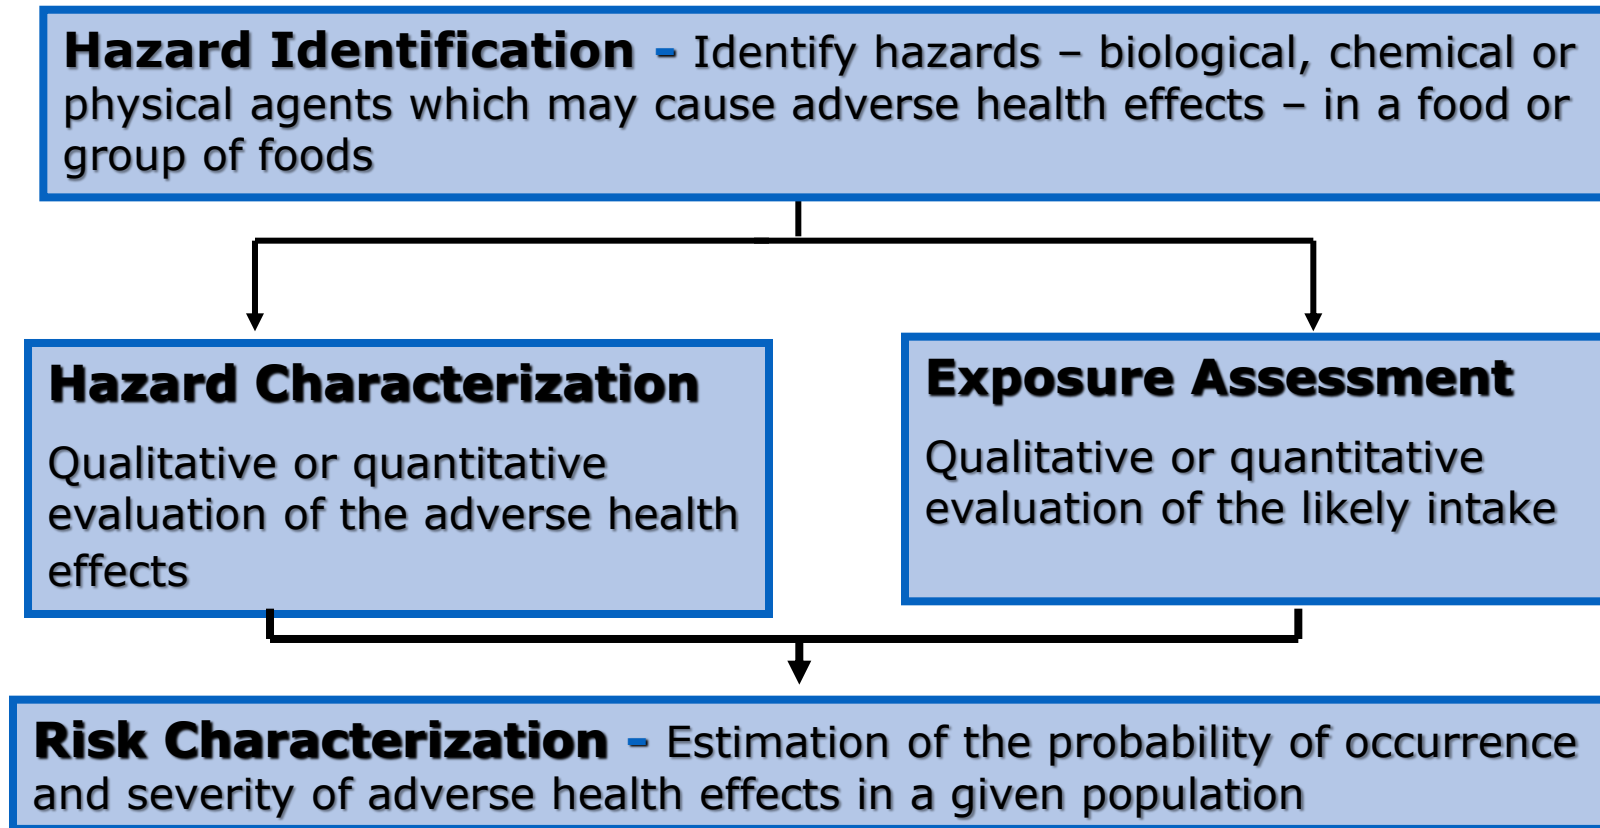 Hazard Identification - Identify hazards – biological, chemical or
physical agents which may cause adverse health effects – in a food or
group of foods
Hazard Characterization
Qualitative or quantitative
evaluation of the adverse health
effects
Exposure Assessment
Qualitative or quantitative
evaluation of the likely intake
Risk Characterization - Estimation of the probability of occurrence
and severity of adverse health effects in a given population